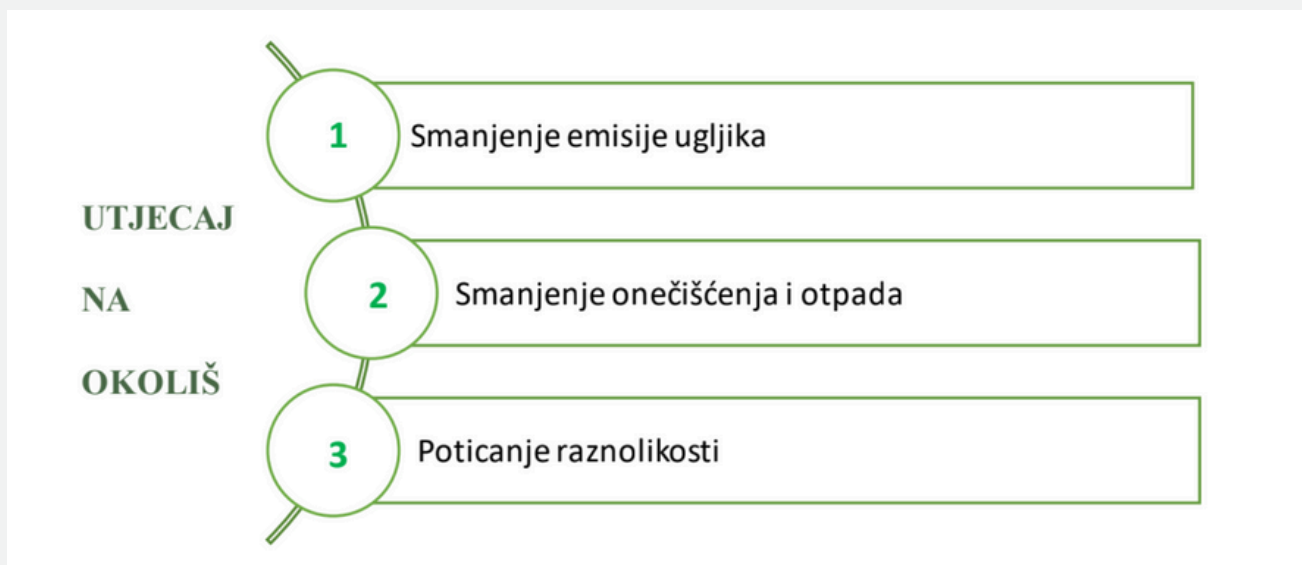 UTJECAJ
NA
OKOLIŠ
1
Smanjenje emisije ugljika
2
Smanjenje onečišćenja i otpada
3
Poticanje raznolikosti